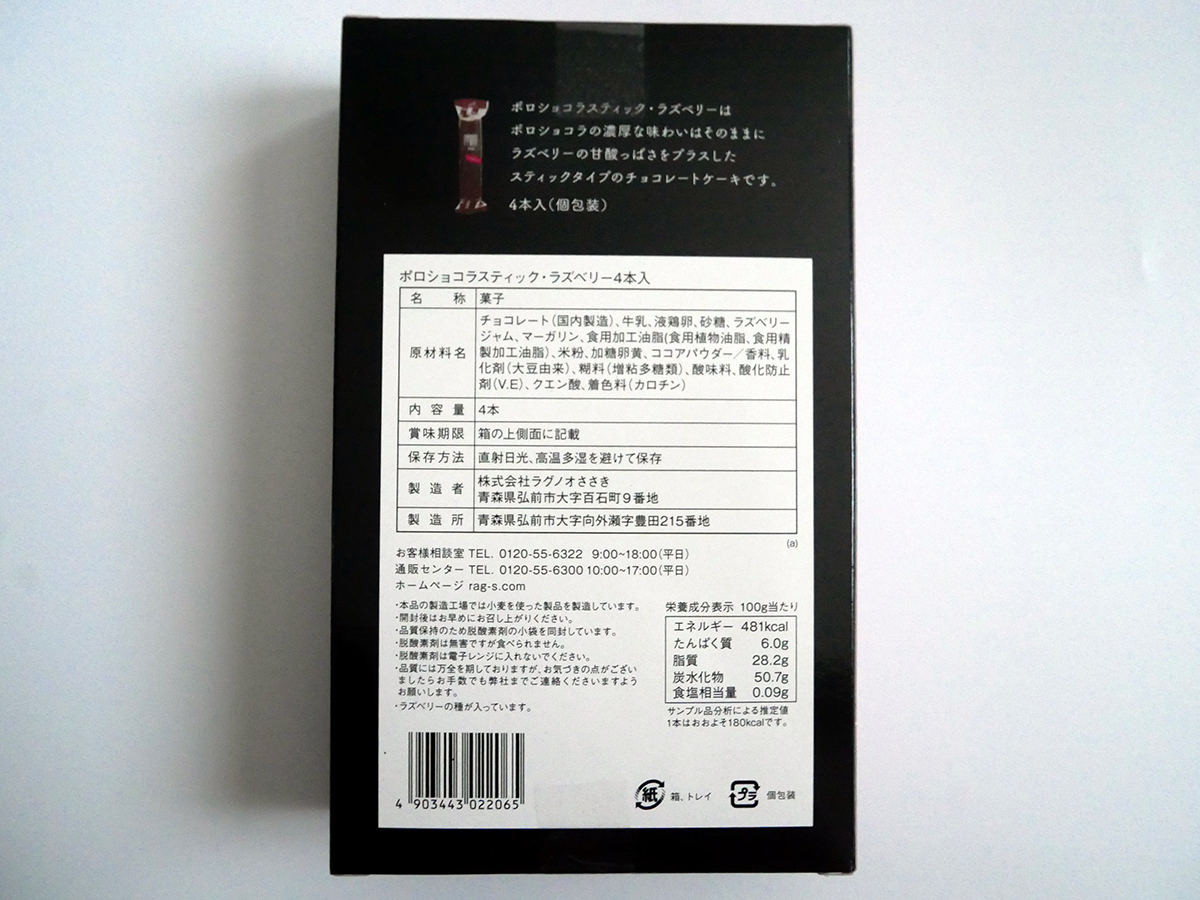 ポロショコラスティック・ラズベリーは
ポロショコラの濃厚な味わいはそのままに
ラズベリーの甘酸っぱさをプラスした
スティックタイプのチョコレートケーキです。
4本入(個包装)
ポロショコラスティック・ラズベリー4本入
名 称 菓子
原材料名 チョコレート(国内製造)、牛乳、液鶏卵、砂糖、ラズベリー
ジャム、マーガリン、食用加工油脂(食用植物油脂、食用精
製加工油脂)、米粉、加糖卵黄、ココアパウダー/香料、乳
化剤(大豆由来)、糊料(増粘多糖類)、酸味料、酸化防止
剤(V.E)、クエン酸、着色料(カロチン)
内容量 4本
賞味期限 箱の上側面に記載
保存方法 直射日光、高温多湿を避けて保存
製造者 株式会社ラグノオささき
青森県弘前市大字百石町9番地
製造所 青森県弘前市大字向外瀬字豊田215番地
(a)
お客様相談室 TEL. 0120-55-6322 9:00~18:00(平日)
通販センター TEL. 0120-55-6300 10:00~17:00(平日)
ホームページ rag-s.com
・本品の製造工場では小麦を使った製品を製造しています。
・開封後はお早めにお召し上がりください。
・品質保持のため脱酸素剤の小袋を同封しています。
・脱酸素剤は無害ですが食べられません。
・脱酸素剤は電子レンジに入れないでください。
・品質には万全を期しておりますが、お気づきの点がござい
ましたらお手数でも弊社までご連絡くださいますよう
お願いします。
・ラズベリーの種が入っています。
栄養成分表示 100g当たり
エネルギー 481kcal
たんぱく質 6.0g
脂質 28.2g
炭水化物 50.7g
食塩相当量 0.09g
サンプル品分析による推定値
1本はおおよそ180kcalです。
4 903443 022065
紙 箱、トレイ
プラ 個包装